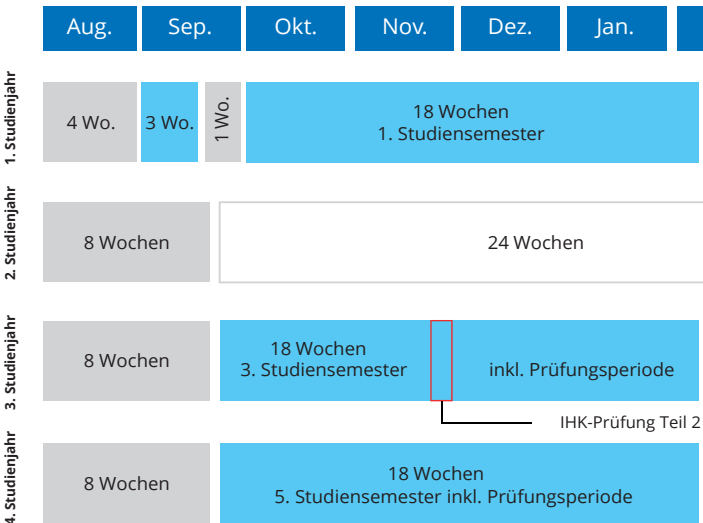 Aug.
Sep.
Okt.
Nov.
Dez.
Jan.
1. Studienjahr
4 Wo.
3 Wo.
1 Wo.
18 Wochen
1. Studiensemester
2. Studienjahr
8 Wochen
24 Wochen
3. Studienjahr
8 Wochen
18 Wochen
3. Studiensemester
inkl. Prüfungsperiode
IHK-Prüfung Teil 2
4. Studienjahr
8 Wochen
18 Wochen
5. Studiensemester inkl. Prüfungsperiode